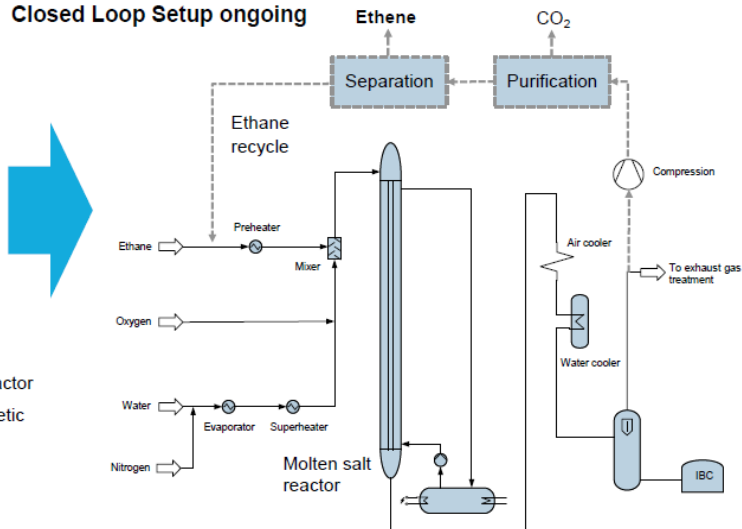 Closed Loop Setup ongoing
Ethene
CO₂
Separation
Purification
Ethane
recycle
Compression
Preheater
Ethane
Mixer
Air cooler
To exhaust gas
treatment
Oxygen
Water cooler
actor
Water
etic
Evaporator
Superheater
Nitrogen
Molten salt
reactor
IBC